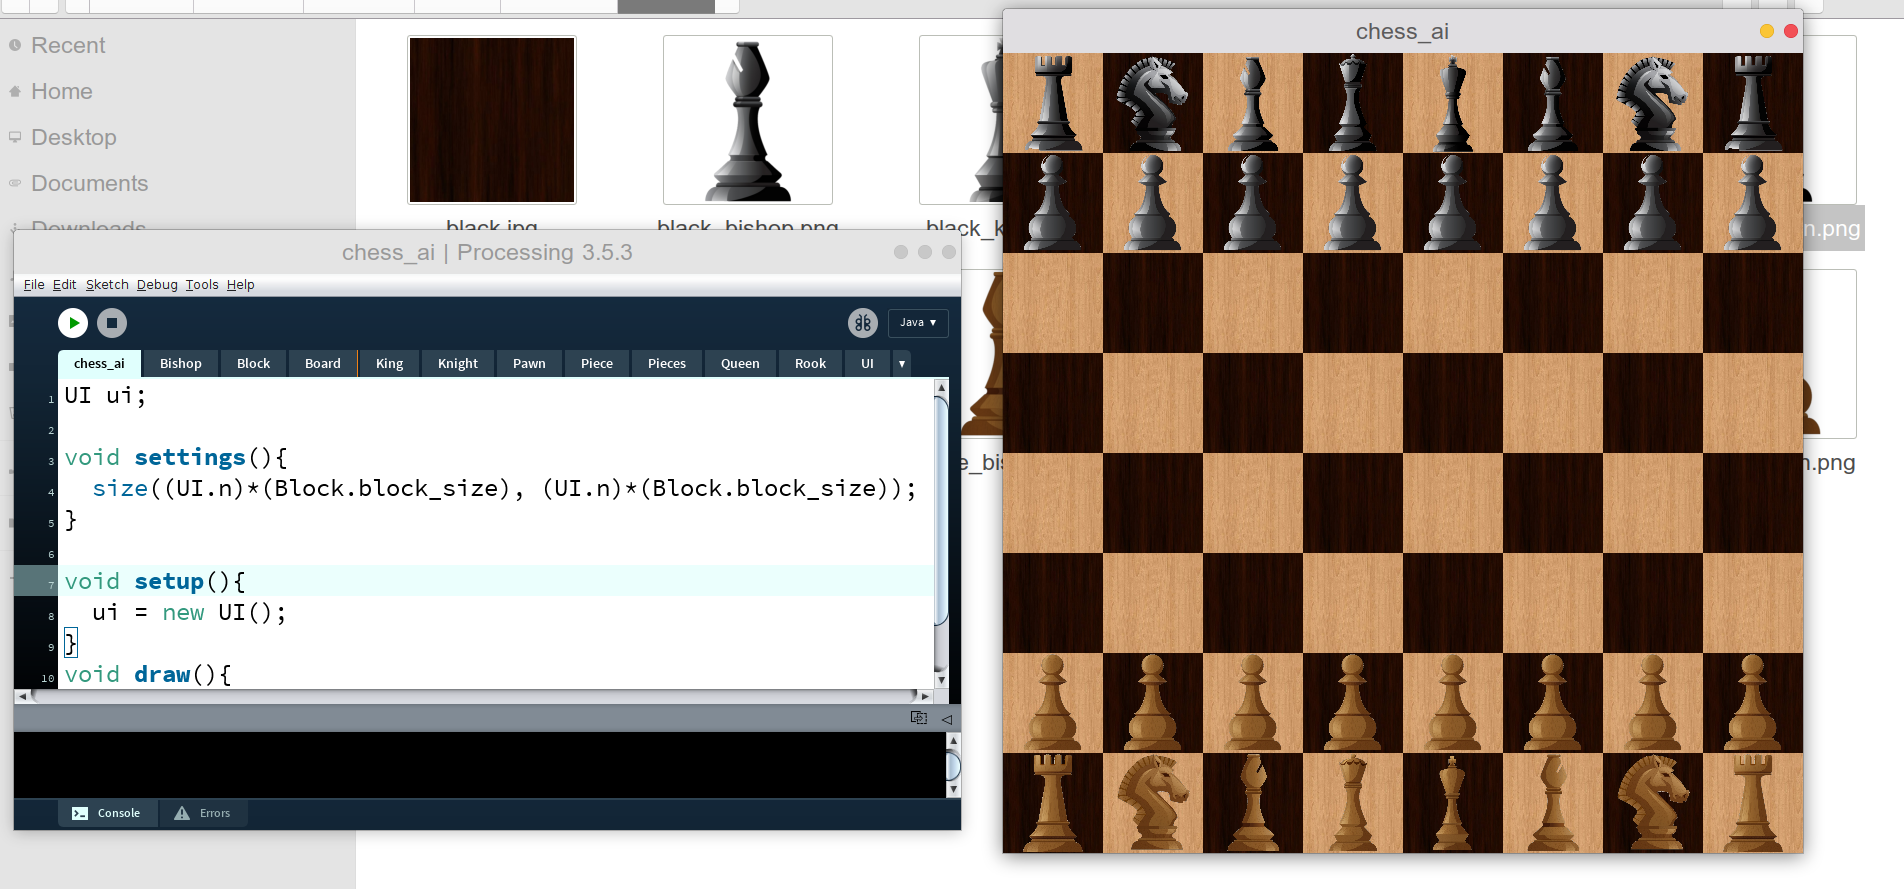 Recent
Home
Desktop
Documents
Downloads
black.jpg
black_bishop.png
black_k
n.png
e_bis
n.png
chess_ai | Processing 3.5.3
File Edit Sketch Debug Tools Help
Java
chess_ai Bishop Block Board King Knight Pawn Piece Pieces Queen Rook UI
1 UI ui;
2
3 void settings(){
4 size((UI.n)*(Block.block_size), (UI.n)*(Block.block_size));
5 }
6
7 void setup(){
8 ui = new UI();
9 }
10 void draw(){
Console Errors
chess_ai